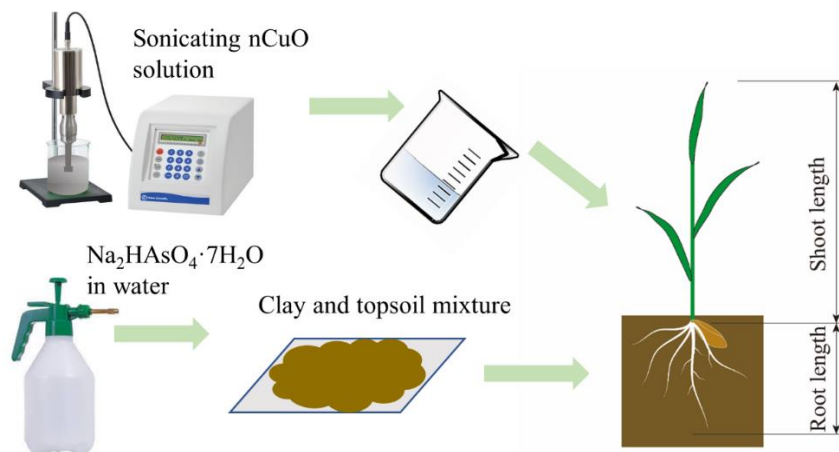 Sonicating nCuO
solution
Na₂HAsO₄·7H₂O
in water
Clay and topsoil mixture
Shoot length
Root length